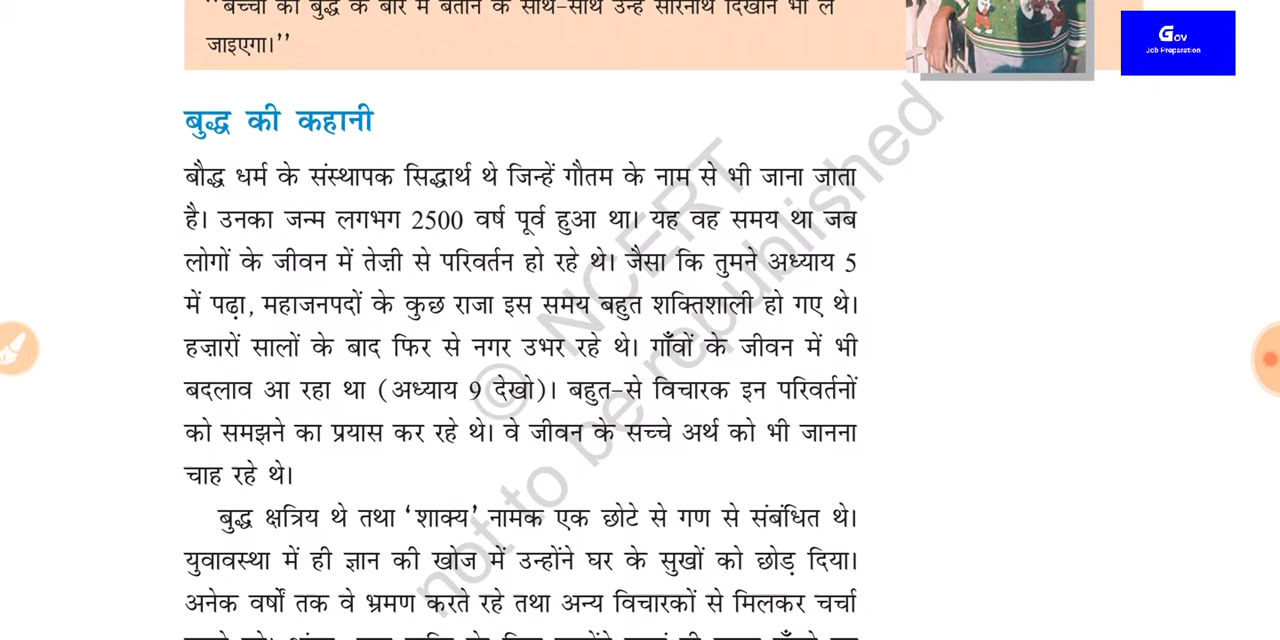 "बच्चों को बुद्ध के बारे में बताने के साथ-साथ उन्हें सारनाथ दिखाने भी ले
जाइएगा।"
Gov
Job Preparation
बुद्ध की कहानी
बौद्ध धर्म के संस्थापक सिद्धार्थ थे जिन्हें गौतम के नाम से भी जाना जाता
है। उनका जन्म लगभग 2500 वर्ष पूर्व हुआ था। यह वह समय था जब
लोगों के जीवन में तेज़ी से परिवर्तन हो रहे थे। जैसा कि तुमने अध्याय 5
में पढ़ा, महाजनपदों के कुछ राजा इस समय बहुत शक्तिशाली हो गए थे।
हज़ारों सालों के बाद फिर से नगर उभर रहे थे। गाँवों के जीवन में भी
बदलाव आ रहा था (अध्याय 9 देखो)। बहुत-से विचारक इन परिवर्तनों
को समझने का प्रयास कर रहे थे। वे जीवन के सच्चे अर्थ को भी जानना
चाह रहे थे।
बुद्ध क्षत्रिय थे तथा 'शाक्य' नामक एक छोटे से गण से संबंधित थे।
युवावस्था में ही ज्ञान की खोज में उन्होंने घर के सुखों को छोड़ दिया।
अनेक वर्षों तक वे भ्रमण करते रहे तथा अन्य विचारकों से मिलकर चर्चा
© NCERT
not to be republished